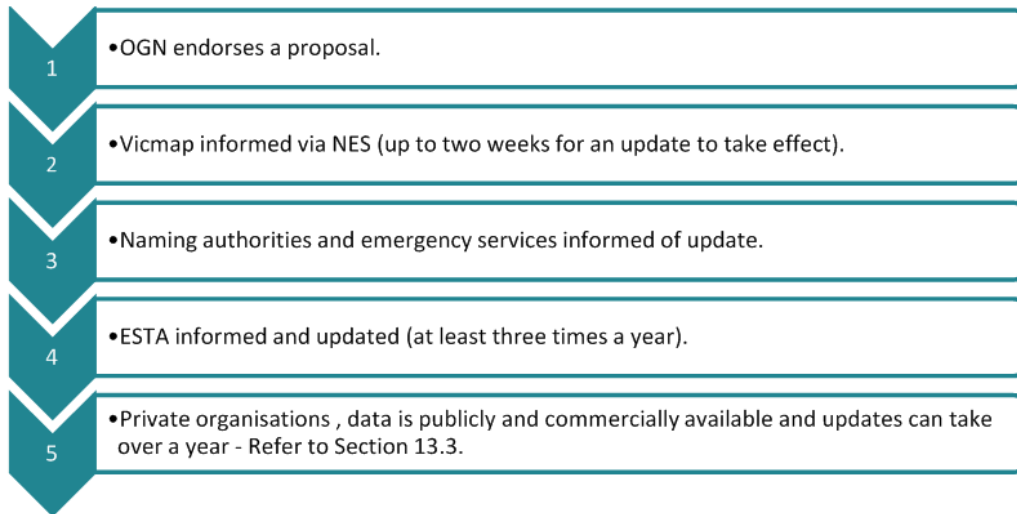 1
•OGN endorses a proposal.
2
•Vicmap informed via NES (up to two weeks for an update to take effect).
3
•Naming authorities and emergency services informed of update.
4
•ESTA informed and updated (at least three times a year).
5
•Private organisations , data is publicly and commercially available and updates can take
over a year - Refer to Section 13.3.